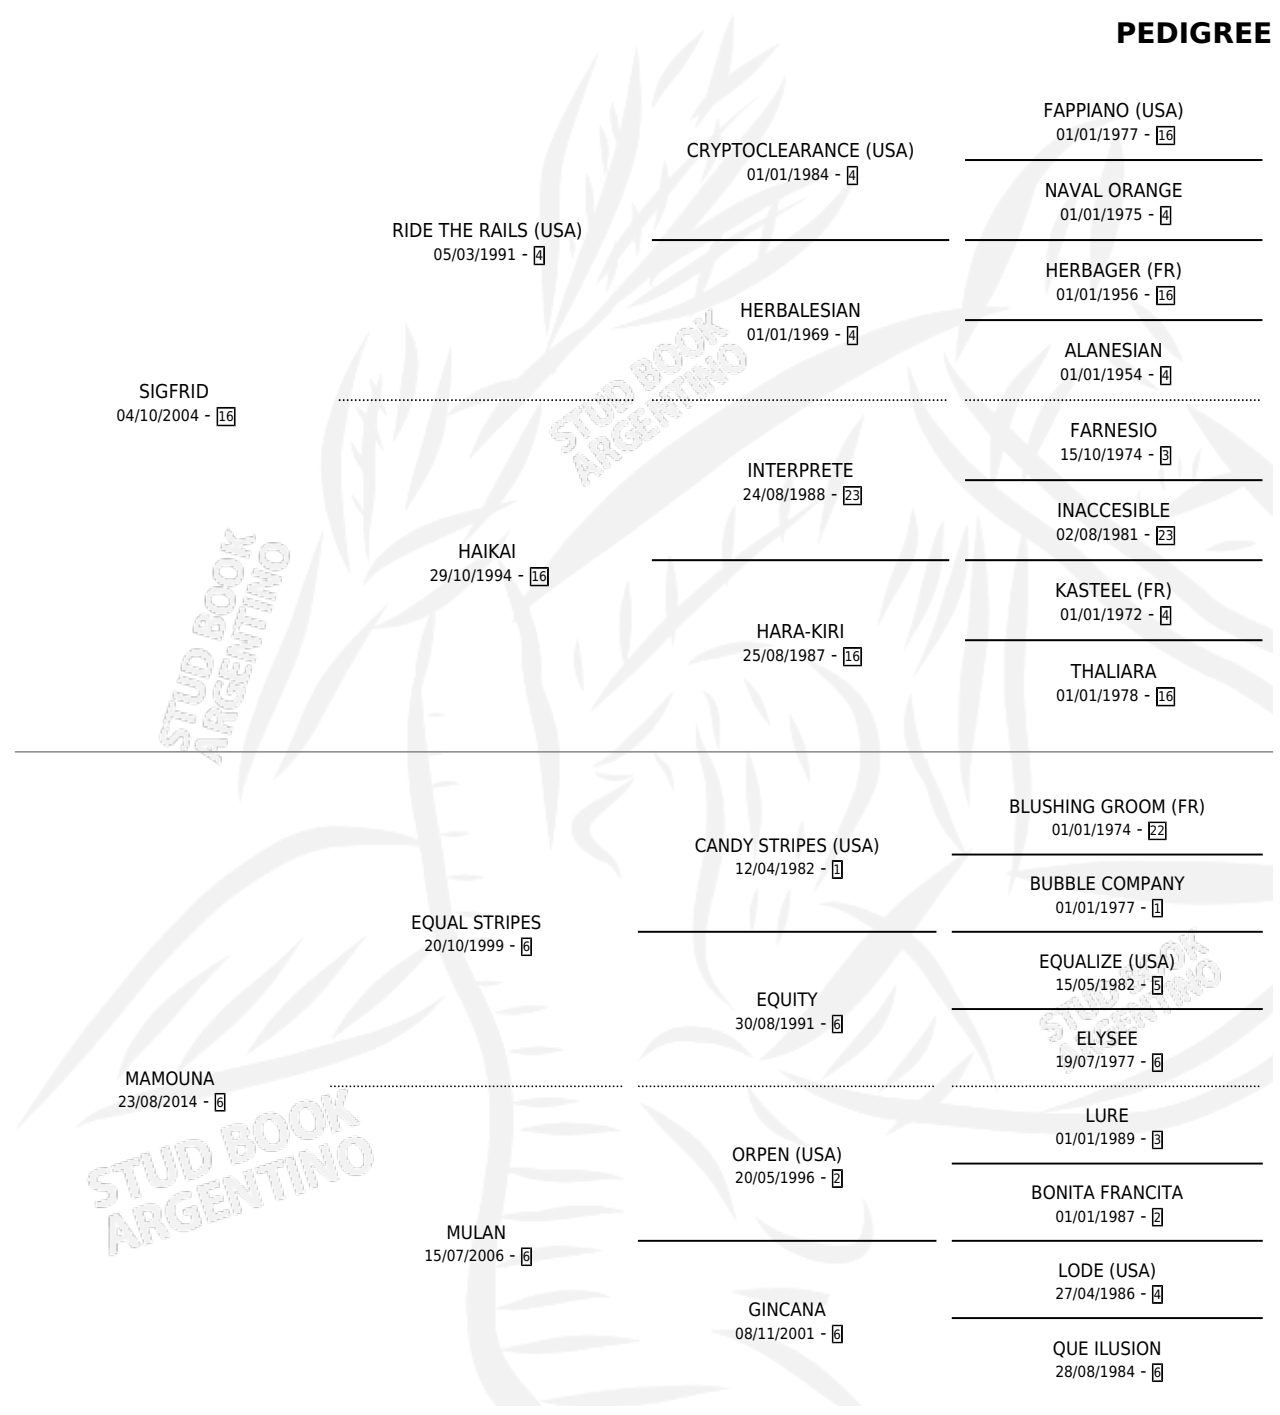 PEDIGREE
FAPPIANO (USA)
01/01/1977 - 16
CRYPTOCLEARANCE (USA)
01/01/1984 - 4
NAVAL ORANGE
01/01/1975 - 4
RIDE THE RAILS (USA)
05/03/1991 - 4
HERBAGER (FR)
01/01/1956 - 16
HERBALESIAN
01/01/1969 - 4
ALANESIAN
01/01/1954 - 4
SIGFRID
04/10/2004 - 16
FARNESIO
15/10/1974 - 3
INTERPRETE
24/08/1988 - 23
INACCESIBLE
02/08/1981 - 23
HAIKAI
29/10/1994 - 16
KASTEEL (FR)
01/01/1972 - 4
HARA-KIRI
25/08/1987 - 16
THALIARA
01/01/1978 - 16
BLUSHING GROOM (FR)
01/01/1974 - 22
CANDY STRIPES (USA)
12/04/1982 - 1
BUBBLE COMPANY
01/01/1977 - 1
EQUAL STRIPES
20/10/1999 - 6
EQUALIZE (USA)
15/05/1982 - 5
EQUITY
30/08/1991 - 6
ELYSEE
19/07/1977 - 6
MAMOUNA
23/08/2014 - 6
LURE
01/01/1989 - 3
ORPEN (USA)
20/05/1996 - 2
BONITA FRANCITA
01/01/1987 - 2
MULAN
15/07/2006 - 6
LODE (USA)
27/04/1986 - 4
GINCANA
08/11/2001 - 6
QUE ILUSION
28/08/1984 - 6
STUD BOOK
ARGENTINO
STUD BOOK
ARGENTINO
STUD BOOK
ARGENTINO
STUD BOOK
ARGENTINO